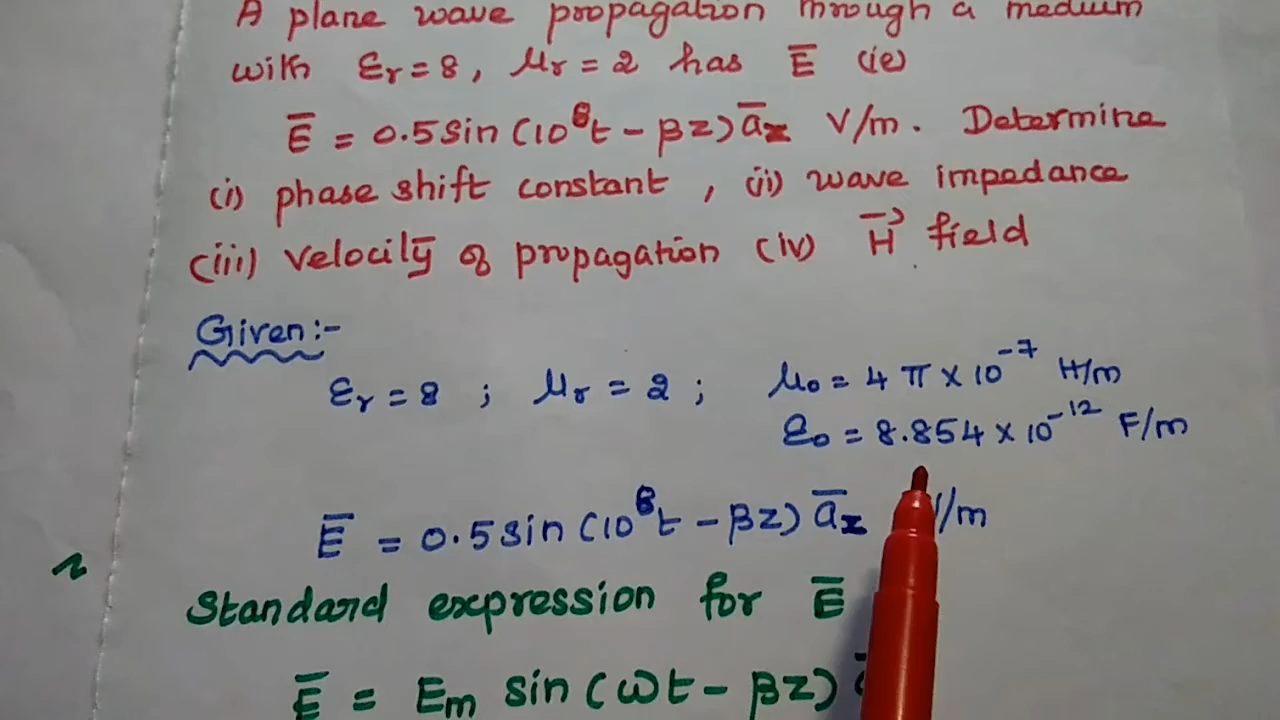 A plane wave propagation through a medium
with εr = 8, μr = 2 has E̅ (ie)
E̅ = 0.5 sin (10⁸t - βz) a̅z V/m. Determine
(i) phase shift constant, (ii) wave impedance
(iii) velocity of propagation (iv) H⃗ field
Given:-
εr = 8 ; μr = 2 ; μ₀ = 4π × 10⁻⁷ H/m
ε₀ = 8.854 × 10⁻¹² F/m
E̅ = 0.5 sin (10⁸t - βz) a̅z V/m
Standard expression for E̅
E̅ = Em sin (ωt - βz)